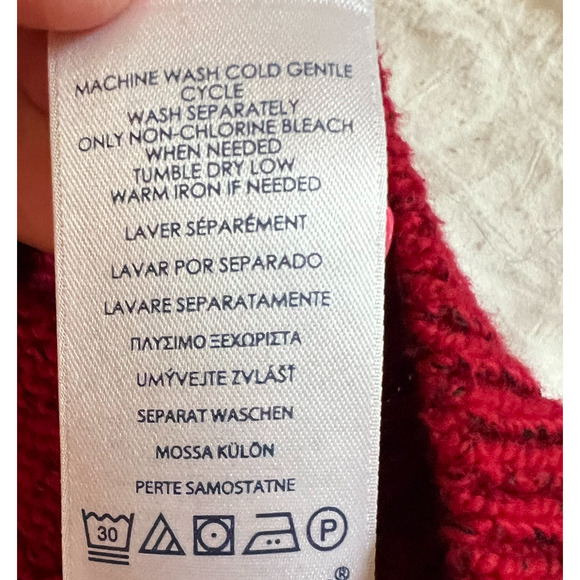 MACHINE WASH COLD GENTLE
CYCLE
WASH SEPARATELY
ONLY NON-CHLORINE BLEACH
WHEN NEEDED
TUMBLE DRY LOW
WARM IRON IF NEEDED
LAVER SÉPARÉMENT
LAVAR POR SEPARADO
LAVARE SEPARATAMENTE
ΠΛΥΣΙΜΟ ΞΕΧΩΡΙΣΤΑ
UMÝVEJTE ZVLÁŠŤ
SEPARAT WASCHEN
MOSSA KÜLÖN
PERTE SAMOSTATNE
30 P
®